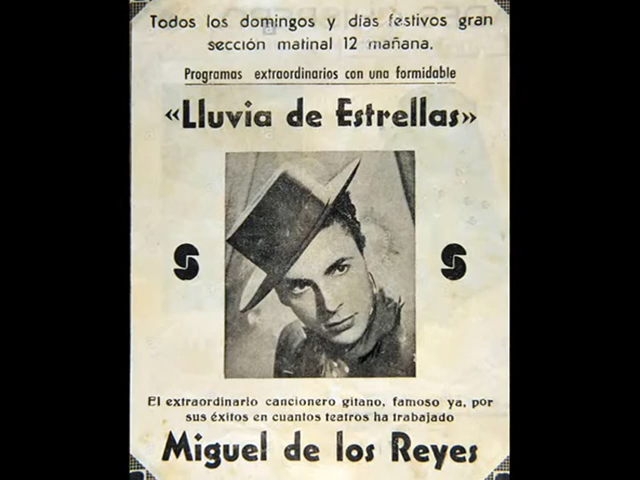 Todos los domingos y días festivos gran
sección matinal 12 mañana.
Programas extraordinarios con una formidable
«Lluvia de Estrellas»
S
S
El extraordinario cancionero gitano, famoso ya, por
sus éxitos en cuantos teatros ha trabajado
Miguel de los Reyes